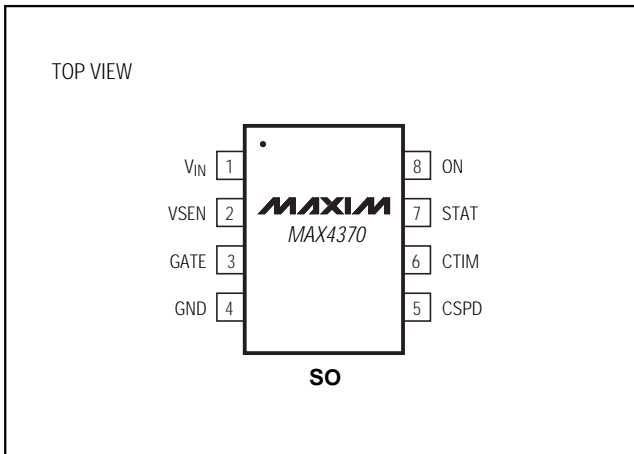 TOP VIEW
VIN 1
VSEN 2
GATE 3
GND 4
MAXIM
MAX4370
8 ON
7 STAT
6 CTIM
5 CSPD
SO